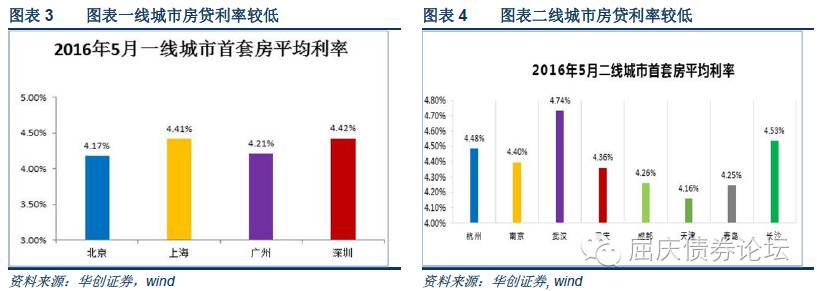 图表 3 图表一线城市房贷利率较低
2016年5月一线城市首套房平均利率
5.00%
4.50%
4.00%
3.50%
3.00%
4.17%
4.41%
4.21%
4.42%
北京
上海
广州
深圳
资料来源：华创证券，wind
图表 4 图表二线城市房贷利率较低
2016年5月二线城市首套房平均利率
4.80%
4.70%
4.60%
4.50%
4.40%
4.30%
4.20%
4.10%
4.00%
4.48%
4.40%
4.74%
4.36%
4.26%
4.16%
4.25%
4.53%
杭州
南京
武汉
成都
天津
青岛
长沙
屈庆债券论坛
资料来源：华创证券, wind